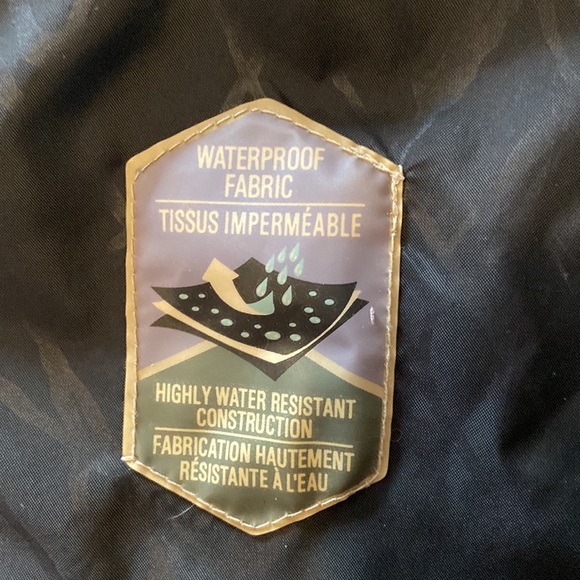 WATERPROOF
FABRIC
TISSUS IMPERMÉABLE
HIGHLY WATER RESISTANT
CONSTRUCTION
FABRICATION HAUTEMENT
RÉSISTANTE À L'EAU